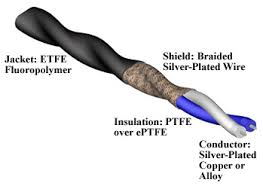 Jacket: ETFE
Fluoropolymer
Shield: Braided
Silver-Plated Wire
Insulation: PTFE
over ePTFE
Conductor:
Silver-Plated
Copper or
Alloy